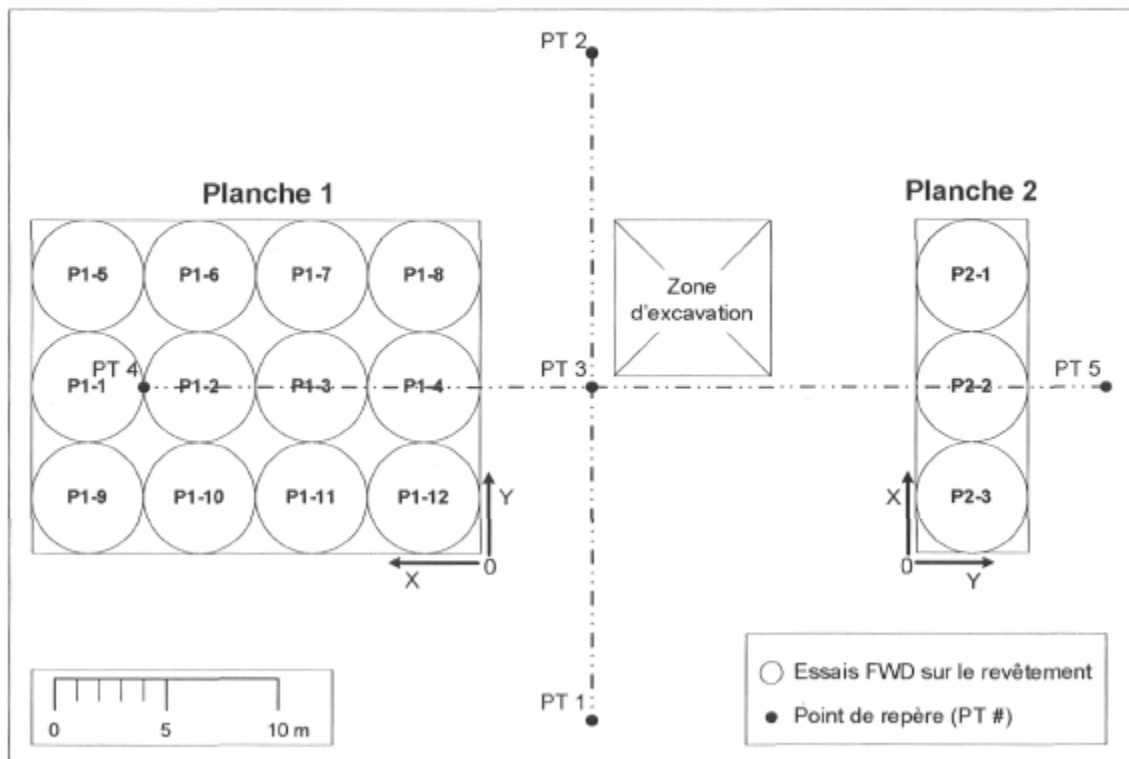 PT 2
Planche 1
Planche 2
P1-5
P1-6
P1-7
P1-8
Zone
d'excavation
P2-1
P1-1
PT 4
P1-2
P1-3
P1-4
PT 3
P2-2
PT 5
P1-9
P1-10
P1-11
P1-12
Y
X
P2-3
X
0
0
Y
0
5
10 m
PT 1
Essais FWD sur le revêtement
Point de repère (PT #)